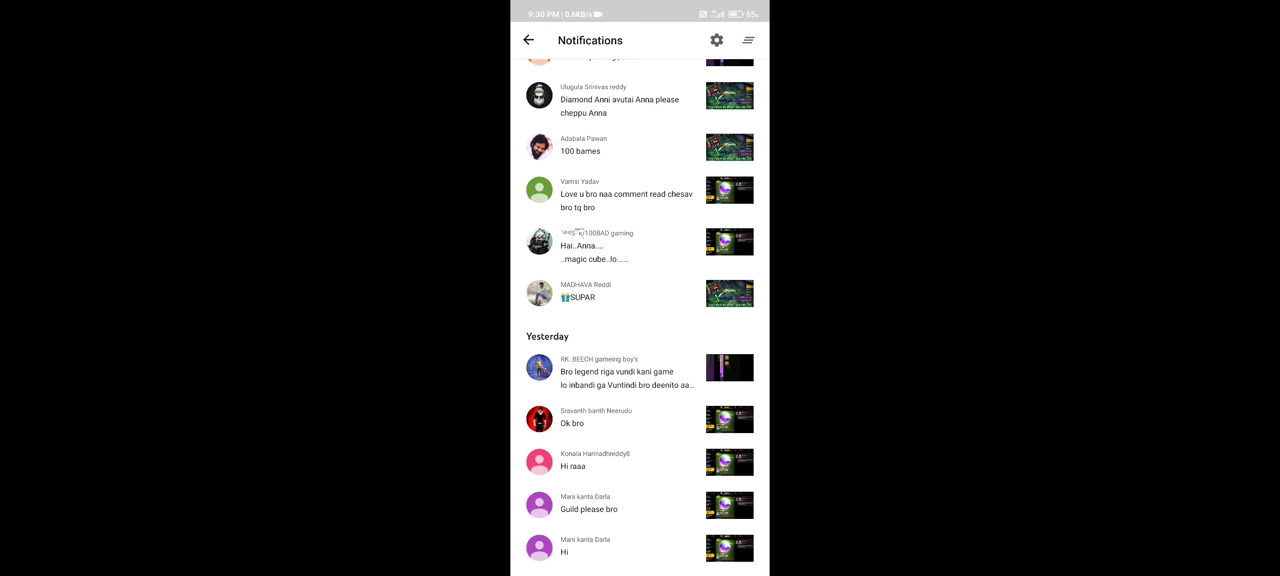 9:30 PM | 0.6KB/s
65
Notifications
Ulugula Srinivas reddy
Diamond Anni avutai Anna please
cheppu Anna
Adabala Pawan
100 bames
Vamsi Yadav
Love u bro naa comment read chesav
bro tq bro
/100BAD gaming
Hai..Anna....
..magic cube..lo......
MADHAVA Reddi
🎁SUPAR
Yesterday
RK. BEECH gameing boy's
Bro legend riga vundi kani game
lo inbandi ga Vuntindi bro deenito aa...
Sravanth banth Neerudu
Ok bro
Konala Harinadhreddy8
Hi raaa
Mani kanta Darla
Guild please bro
Mani kanta Darla
Hi